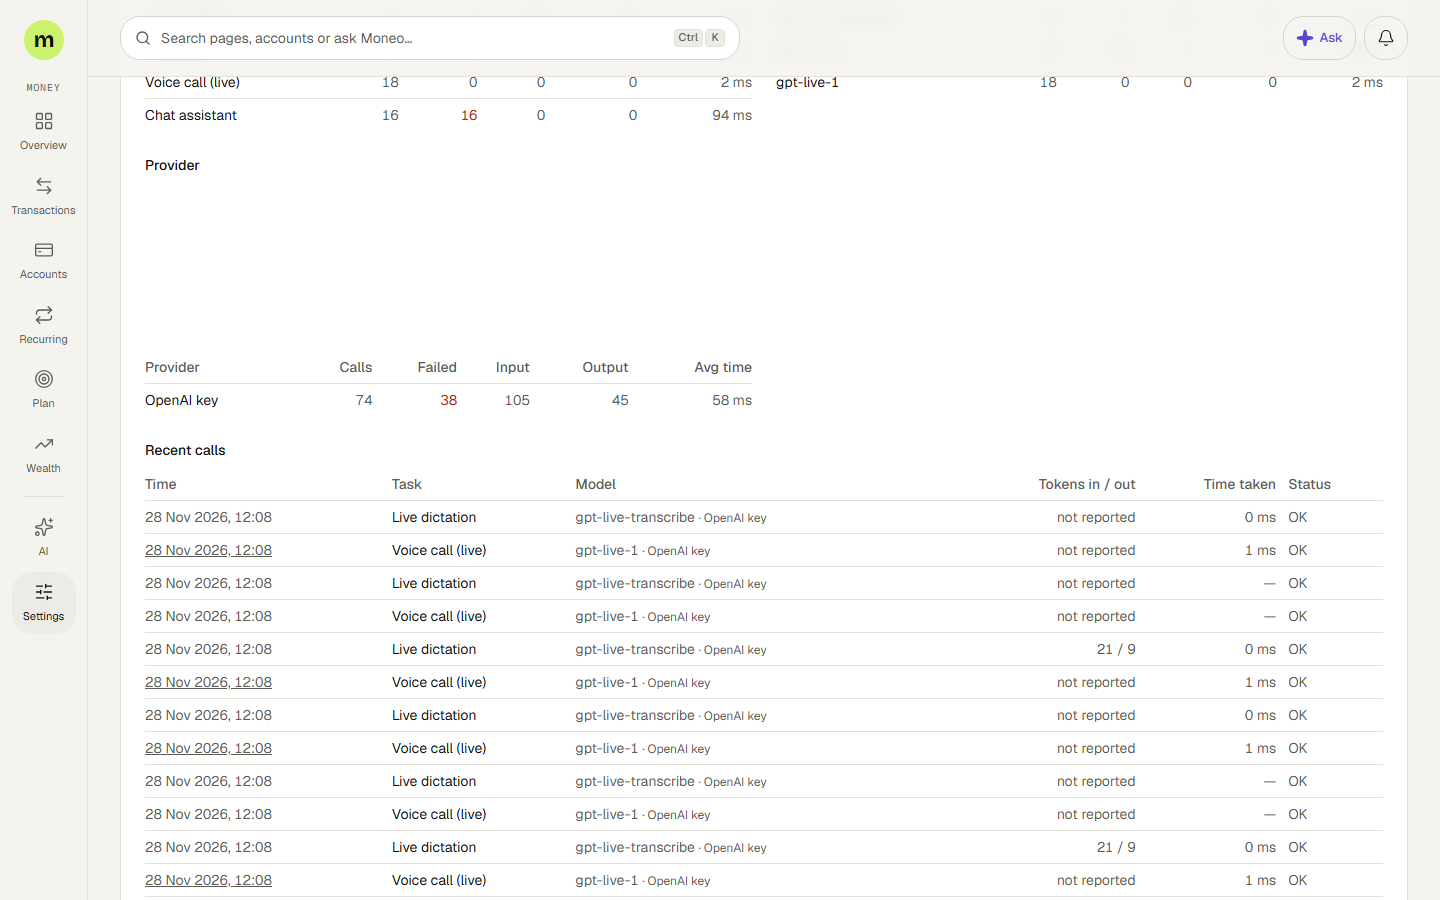 m
Search pages, accounts or ask Moneo...
Ctrl K
Ask
MONEY
Overview
Transactions
Accounts
Recurring
Plan
Wealth
AI
Settings
Voice call (live) 18 0 0 0 2 ms
gpt-live-1 18 0 0 0 2 ms
Chat assistant 16 16 0 0 94 ms
Provider
Provider Calls Failed Input Output Avg time
OpenAI key 74 38 105 45 58 ms
Recent calls
Time Task Model Tokens in / out Time taken Status
28 Nov 2026, 12:08 Live dictation gpt-live-transcribe · OpenAI key not reported 0 ms OK
28 Nov 2026, 12:08 Voice call (live) gpt-live-1 · OpenAI key not reported 1 ms OK
28 Nov 2026, 12:08 Live dictation gpt-live-transcribe · OpenAI key not reported — OK
28 Nov 2026, 12:08 Voice call (live) gpt-live-1 · OpenAI key not reported — OK
28 Nov 2026, 12:08 Live dictation gpt-live-transcribe · OpenAI key 21 / 9 0 ms OK
28 Nov 2026, 12:08 Voice call (live) gpt-live-1 · OpenAI key not reported 1 ms OK
28 Nov 2026, 12:08 Live dictation gpt-live-transcribe · OpenAI key not reported 0 ms OK
28 Nov 2026, 12:08 Voice call (live) gpt-live-1 · OpenAI key not reported 1 ms OK
28 Nov 2026, 12:08 Live dictation gpt-live-transcribe · OpenAI key not reported — OK
28 Nov 2026, 12:08 Voice call (live) gpt-live-1 · OpenAI key not reported — OK
28 Nov 2026, 12:08 Live dictation gpt-live-transcribe · OpenAI key 21 / 9 0 ms OK
28 Nov 2026, 12:08 Voice call (live) gpt-live-1 · OpenAI key not reported 1 ms OK